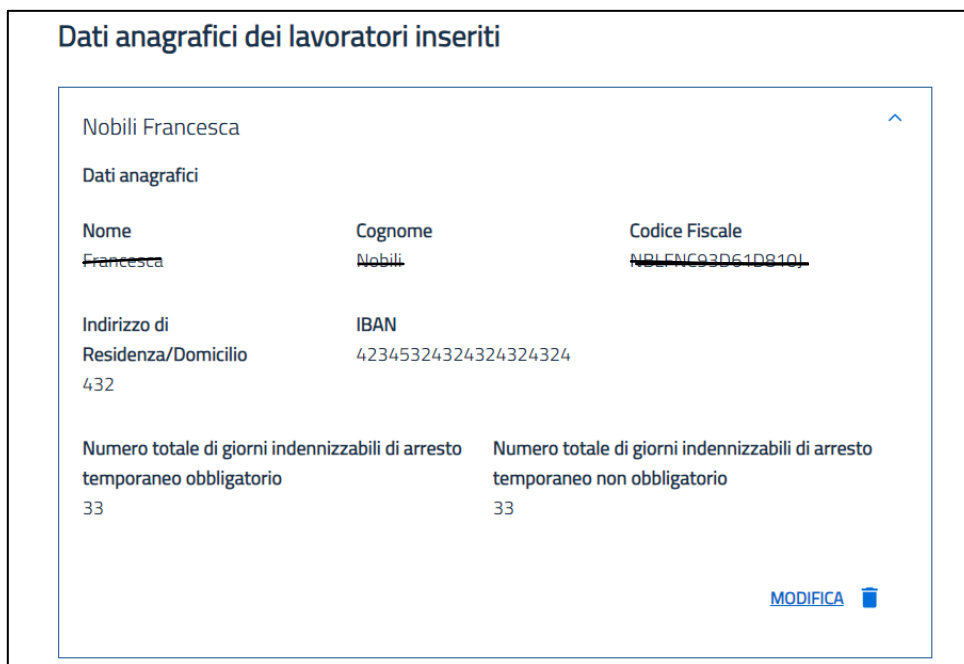 Dati anagrafici dei lavoratori inseriti
Nobili Francesca
Dati anagrafici
Nome Cognome Codice Fiscale
Francesca Nobili NBLFNC93D61D810J
Indirizzo di IBAN
Residenza/Domicilio 42345324324324324324
432
Numero totale di giorni indennizzabili di arresto Numero totale di giorni indennizzabili di arresto
temporaneo obbligatorio temporaneo non obbligatorio
33 33
MODIFICA